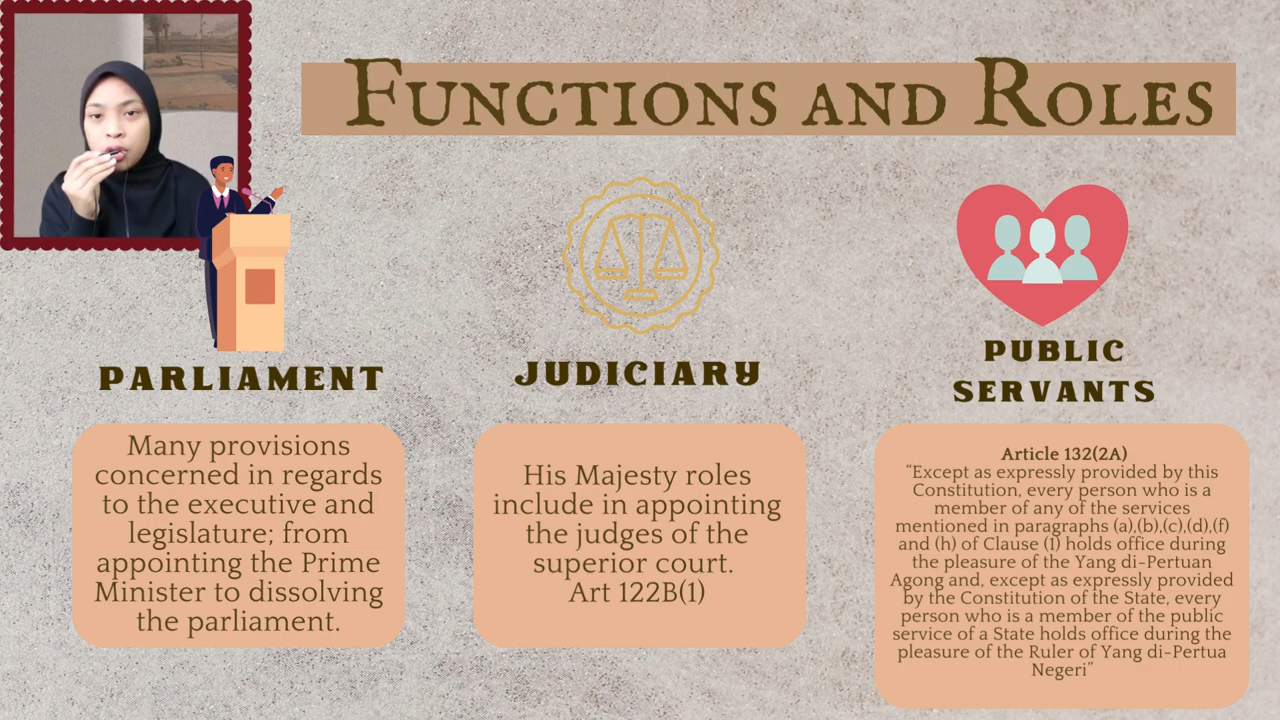 Functions and Roles
PARLIAMENT
Many provisions
concerned in regards
to the executive and
legislature; from
appointing the Prime
Minister to dissolving
the parliament.
JUDICIARY
His Majesty roles
include in appointing
the judges of the
superior court.
Art 122B(1)
PUBLIC
SERVANTS
Article 132(2A)
“Except as expressly provided by this
Constitution, every person who is a
member of any of the services
mentioned in paragraphs (a),(b),(c),(d),(f)
and (h) of Clause (1) holds office during
the pleasure of the Yang di-Pertuan
Agong and, except as expressly provided
by the Constitution of the State, every
person who is a member of the public
service of a State holds office during the
pleasure of the Ruler of Yang di-Pertua
Negeri”